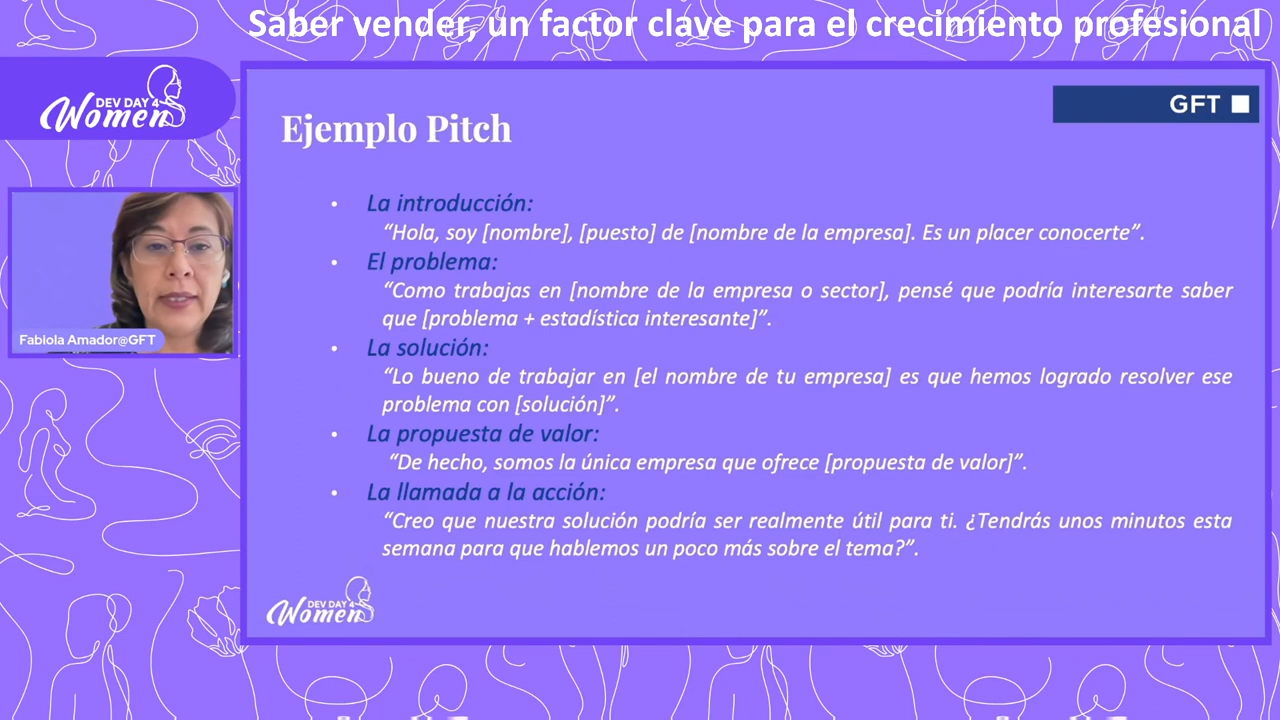 Saber vender, un factor clave para el crecimiento profesional
DEV DAY 4
Women
GFT
Ejemplo Pitch
• La introducción:
“Hola, soy [nombre], [puesto] de [nombre de la empresa]. Es un placer conocerte”.
• El problema:
“Como trabajas en [nombre de la empresa o sector], pensé que podría interesarte saber
que [problema + estadística interesante]”.
• La solución:
“Lo bueno de trabajar en [el nombre de tu empresa] es que hemos logrado resolver ese
problema con [solución]”.
• La propuesta de valor:
“De hecho, somos la única empresa que ofrece [propuesta de valor]”.
• La llamada a la acción:
“Creo que nuestra solución podría ser realmente útil para ti. ¿Tendrás unos minutos esta
semana para que hablemos un poco más sobre el tema?”.
Fabiola Amador@GFT
DEV DAY 4
Women